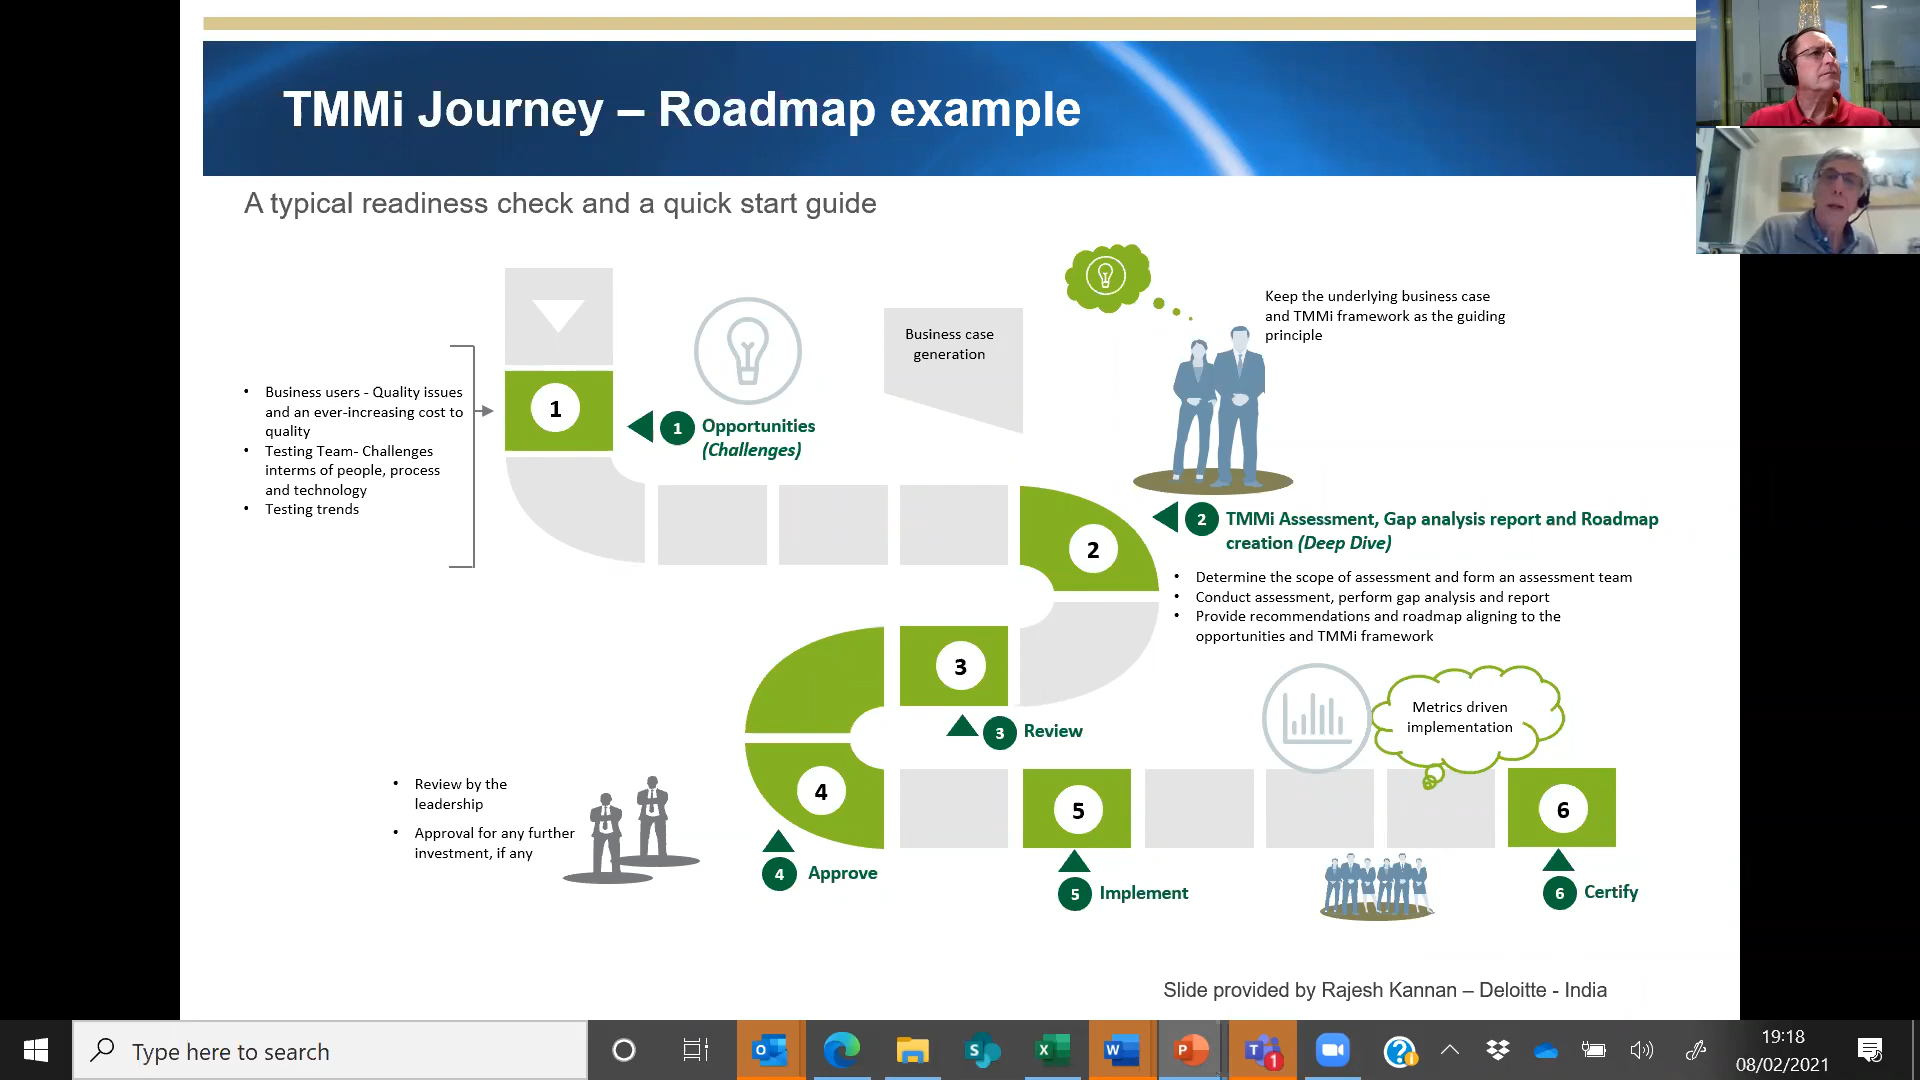 TMMi Journey – Roadmap example
A typical readiness check and a quick start guide
Business case
generation
Keep the underlying business case
and TMMi framework as the guiding
principle
• Business users - Quality issues
and an ever-increasing cost to
quality
• Testing Team- Challenges
interms of people, process
and technology
• Testing trends
1
1 Opportunities
(Challenges)
2
2 TMMi Assessment, Gap analysis report and Roadmap
creation (Deep Dive)
• Determine the scope of assessment and form an assessment team
• Conduct assessment, perform gap analysis and report
• Provide recommendations and roadmap aligning to the
opportunities and TMMi framework
3
3 Review
Metrics driven
implementation
• Review by the
leadership
• Approval for any further
investment, if any
4
4 Approve
5
5 Implement
6
6 Certify
Slide provided by Rajesh Kannan – Deloitte - India
Type here to search
O
S
X
W
P
T
1
?
19:18
08/02/2021